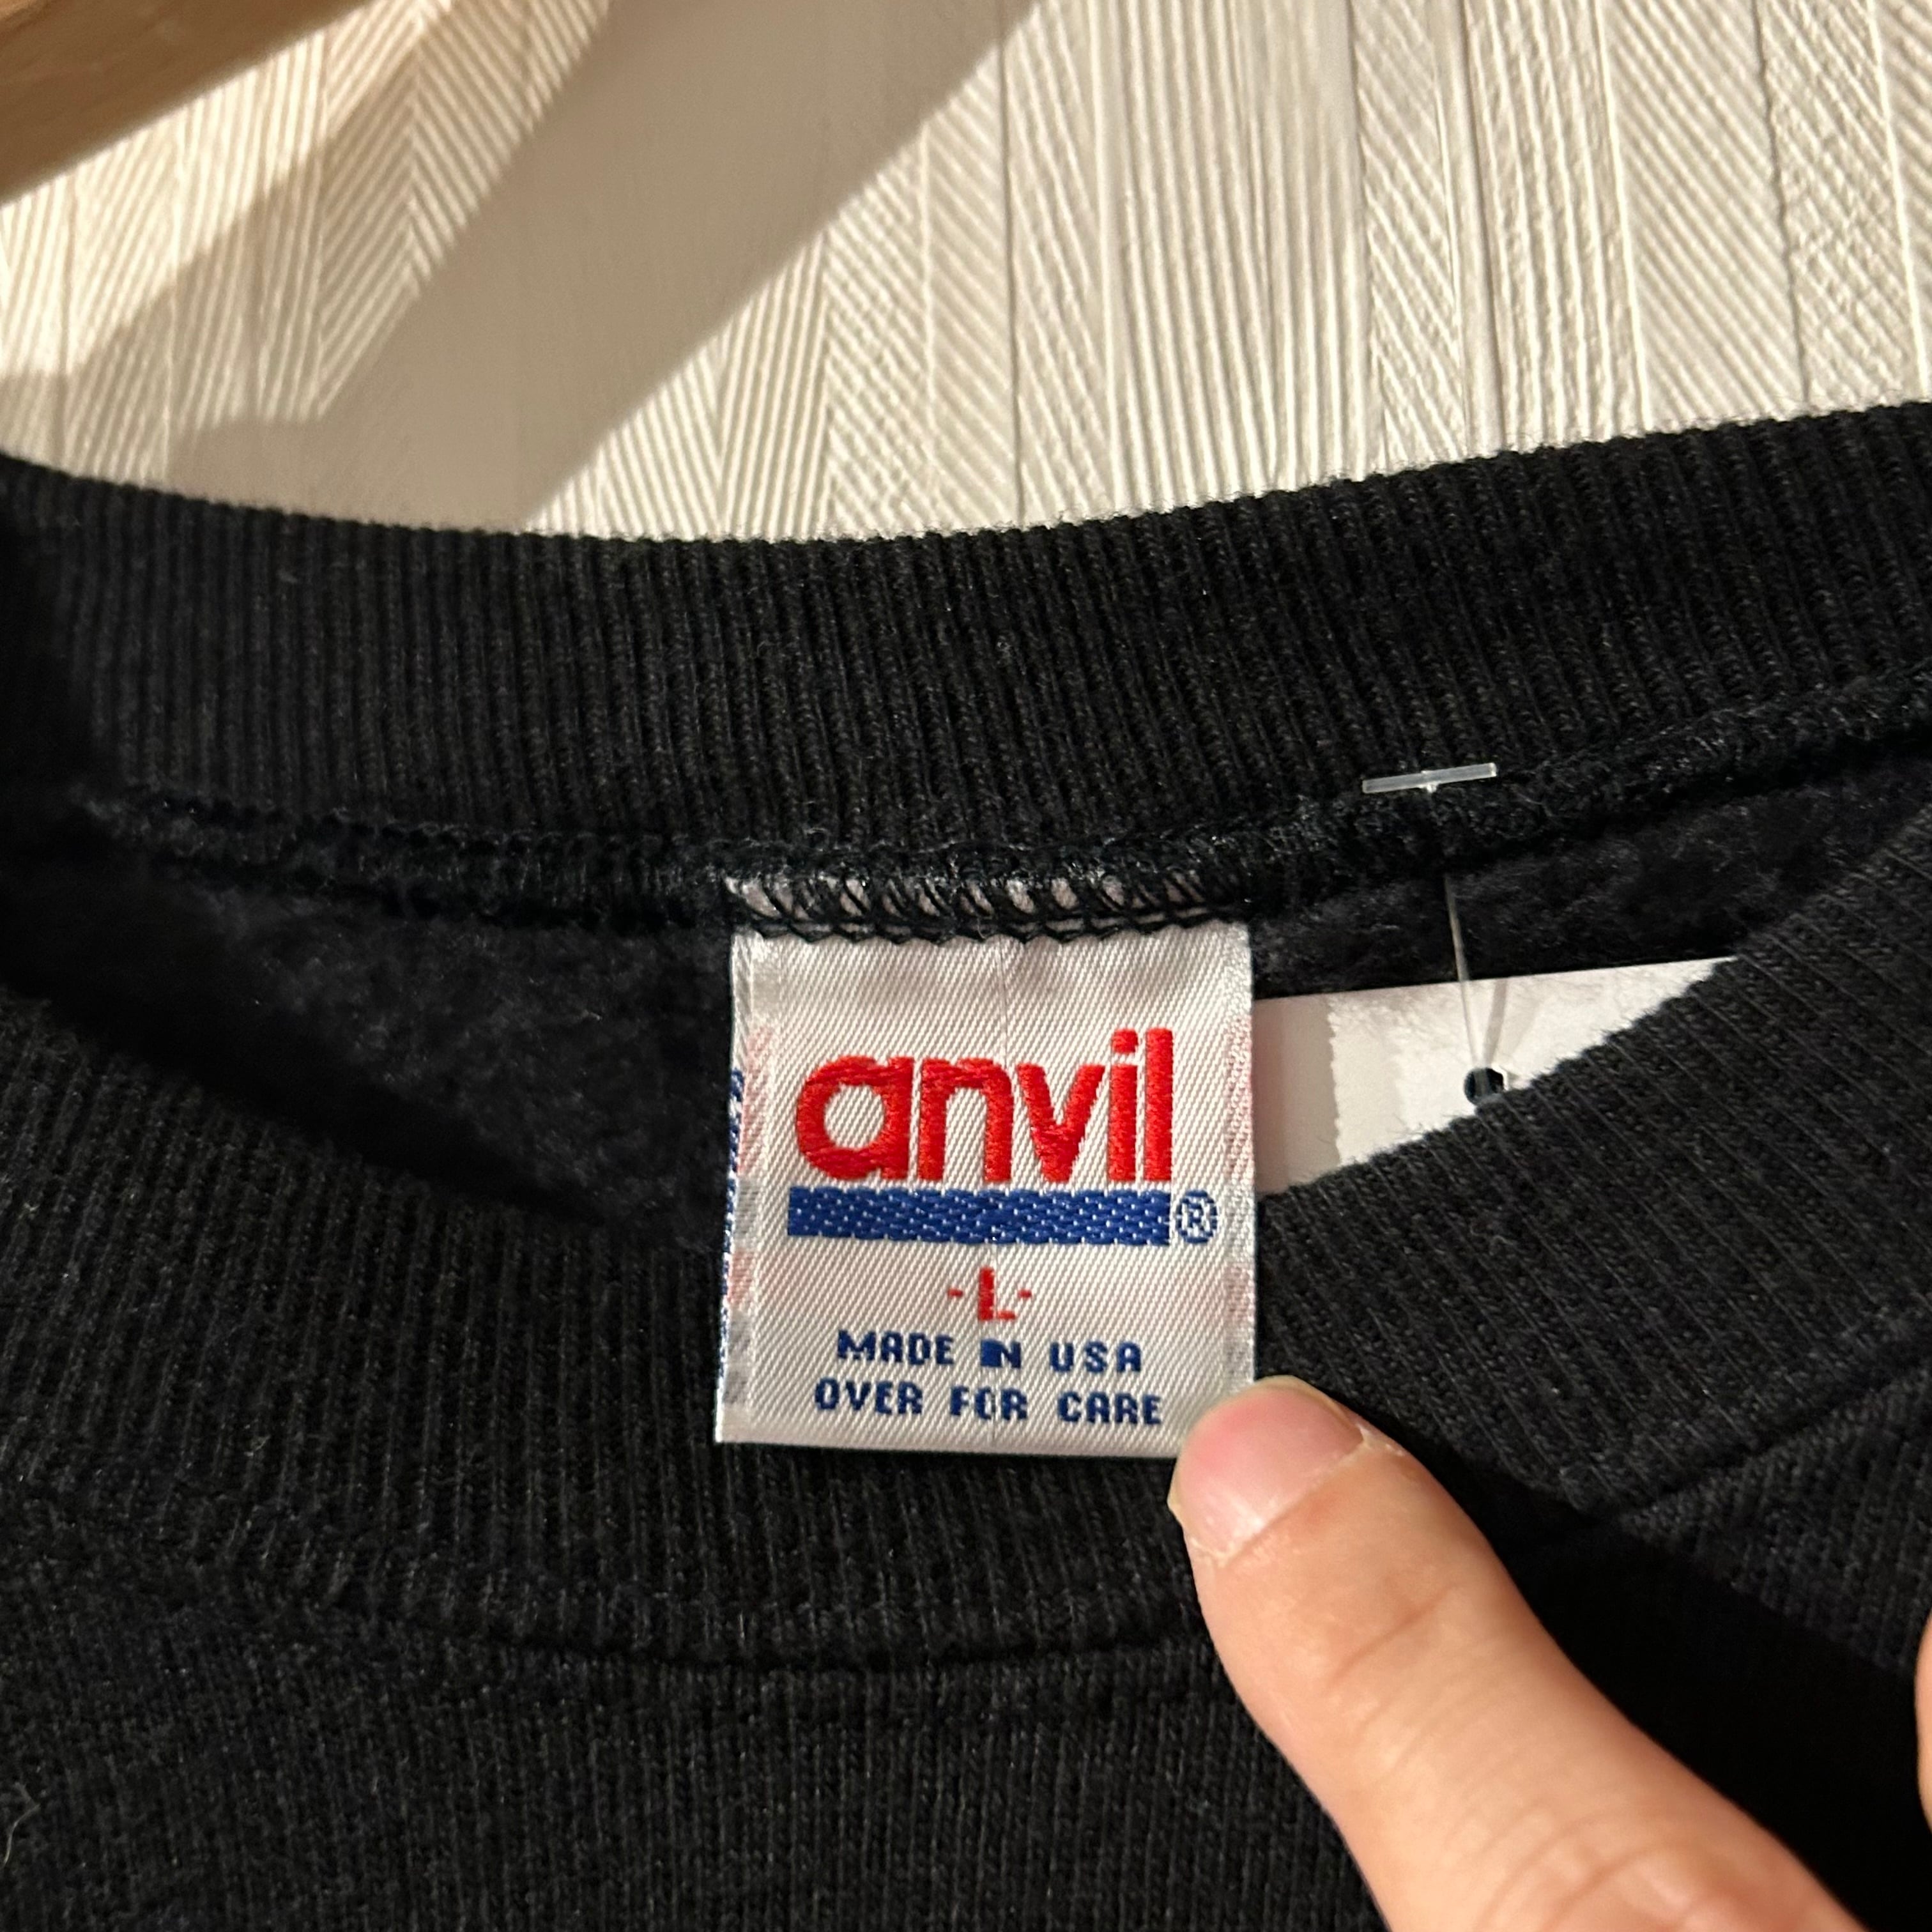 anvil®
-L-
MADE IN USA
OVER FOR CARE